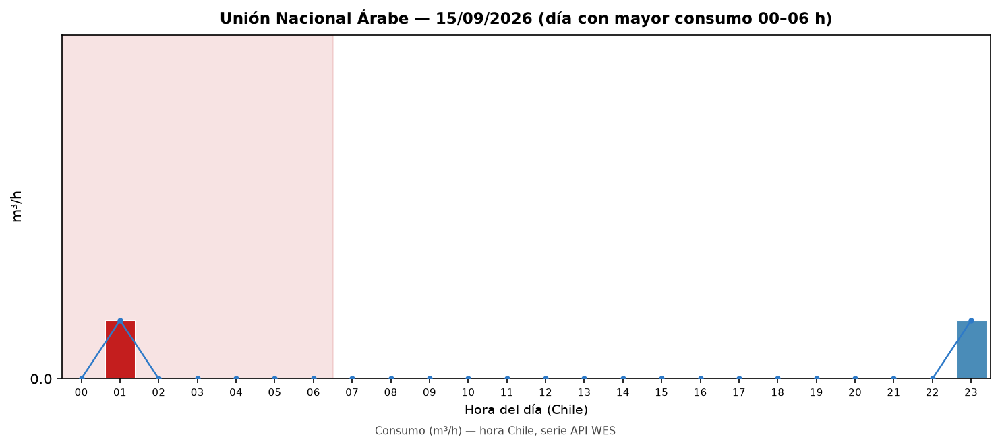 Unión Nacional Árabe — 15/09/2026 (día con mayor consumo 00–06 h)
m³/h
0.0
00 01 02 03 04 05 06 07 08 09 10 11 12 13 14 15 16 17 18 19 20 21 22 23
Hora del día (Chile)
Consumo (m³/h) — hora Chile, serie API WES